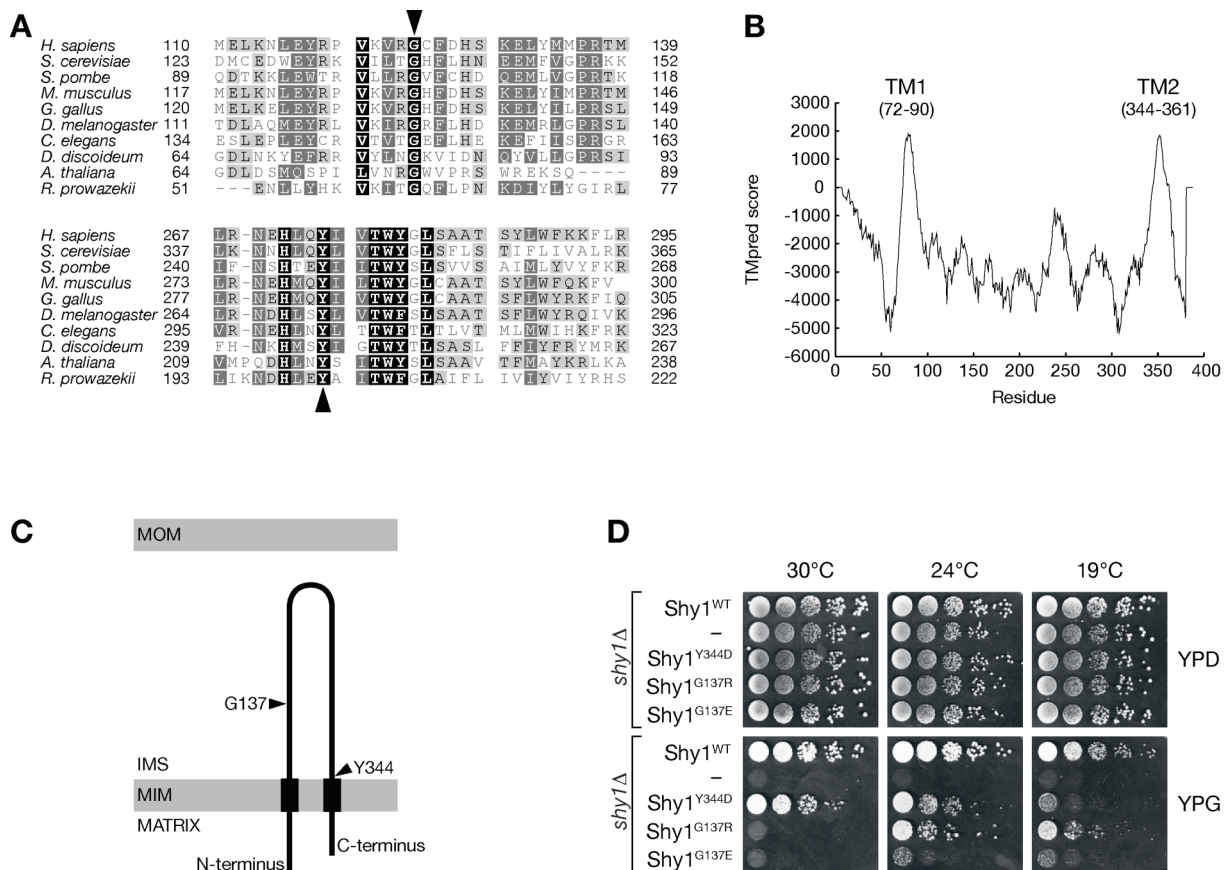 A
H. sapiens 110 MELKNLEYRP VKVRGCFDHS KELYMMPRTM 139
S. cerevisiae 123 DMCEDWEYRK VILTGHFLHN EEMFVGPRKK 152
S. pombe 89 QDTKKLEWTR VLLRGVFCHD QEMLVGPRTK 118
M. musculus 117 MELKNLEYRP VKVRGHFDHS KELYIMPRTM 146
G. gallus 120 MELKELEYRP VKVRGHFDHS KELYILPRSL 149
D. melanogaster 111 TDLAQMEYRL VKIRGRFLHD KEMRLGPRSL 140
C. elegans 134 ESLEPLEYCR VTVTGEFLHE KEFIISPRGR 163
D. discoideum 64 GDLNKYEFRR VYLNGKVIDN QYVLLGPRSI 93
A. thaliana 64 GDLDSMQSPI LVNRGWVPRS WREKSQ---- 89
R. prowazekii 51 ---ENLLYHK VKITGQFLPN KDIYLYGIRL 77
H. sapiens 267 LR-NEHLQYI VTWYGLSAAT SYLWFKKFLR 295
S. cerevisiae 337 LK-NNHLQYL VTWYGLSFLS TIFLIVALRK 365
S. pombe 240 IF-NSHTEYI ITWYSLSVVS AIMLYVYFKR 268
M. musculus 273 LR-NEHMQYI LTWYGLCAAT SYLWFQKFV 300
G. gallus 277 LR-NEHMQYI VTWYGLSAAT SFLWYRKFIQ 305
D. melanogaster 264 LR-NDHLSYL VTWFSLSAAT SFLWYRQIVK 296
C. elegans 295 VR-NEHLNYL TTWFTLTLVT MLMWIHKFRK 323
D. discoideum 239 FH-NKHMSYI GTWYTLSASL FFIYFRYMRK 267
A. thaliana 209 VMPQDHLNYS ITWYSLSAAV TFMAYKRLKA 238
R. prowazekii 193 LIKNDHLEYA ITWFGLAIFL IVIYVIYRHS 222
B
TM1
(72-90)
TM2
(344-361)
TMpred score
3000
2000
1000
0
-1000
-2000
-3000
-4000
-5000
-6000
0 50 100 150 200 250 300 350 400
Residue
C
MOM
G137
Y344
IMS
MIM
MATRIX
N-terminus
C-terminus
D
30°C 24°C 19°C
shy1Δ
Shy1WT
–
Shy1Y344D
Shy1G137R
Shy1G137E
YPD
shy1Δ
Shy1WT
–
Shy1Y344D
Shy1G137R
Shy1G137E
YPG